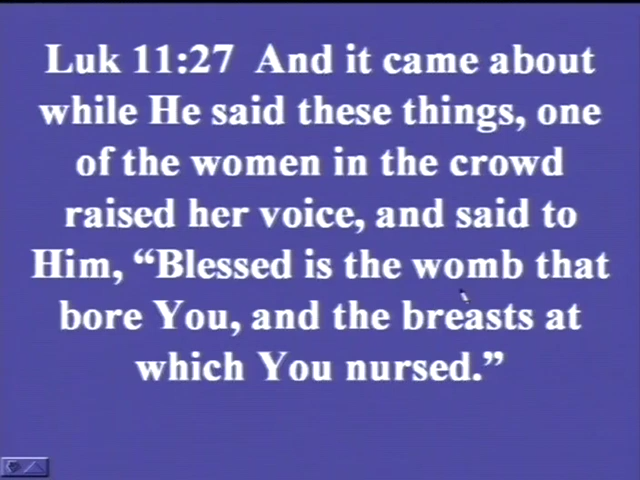 Luk 11:27  And it came about
while He said these things, one
of the women in the crowd
raised her voice, and said to
Him, “Blessed is the womb that
bore You, and the breasts at
which You nursed.”